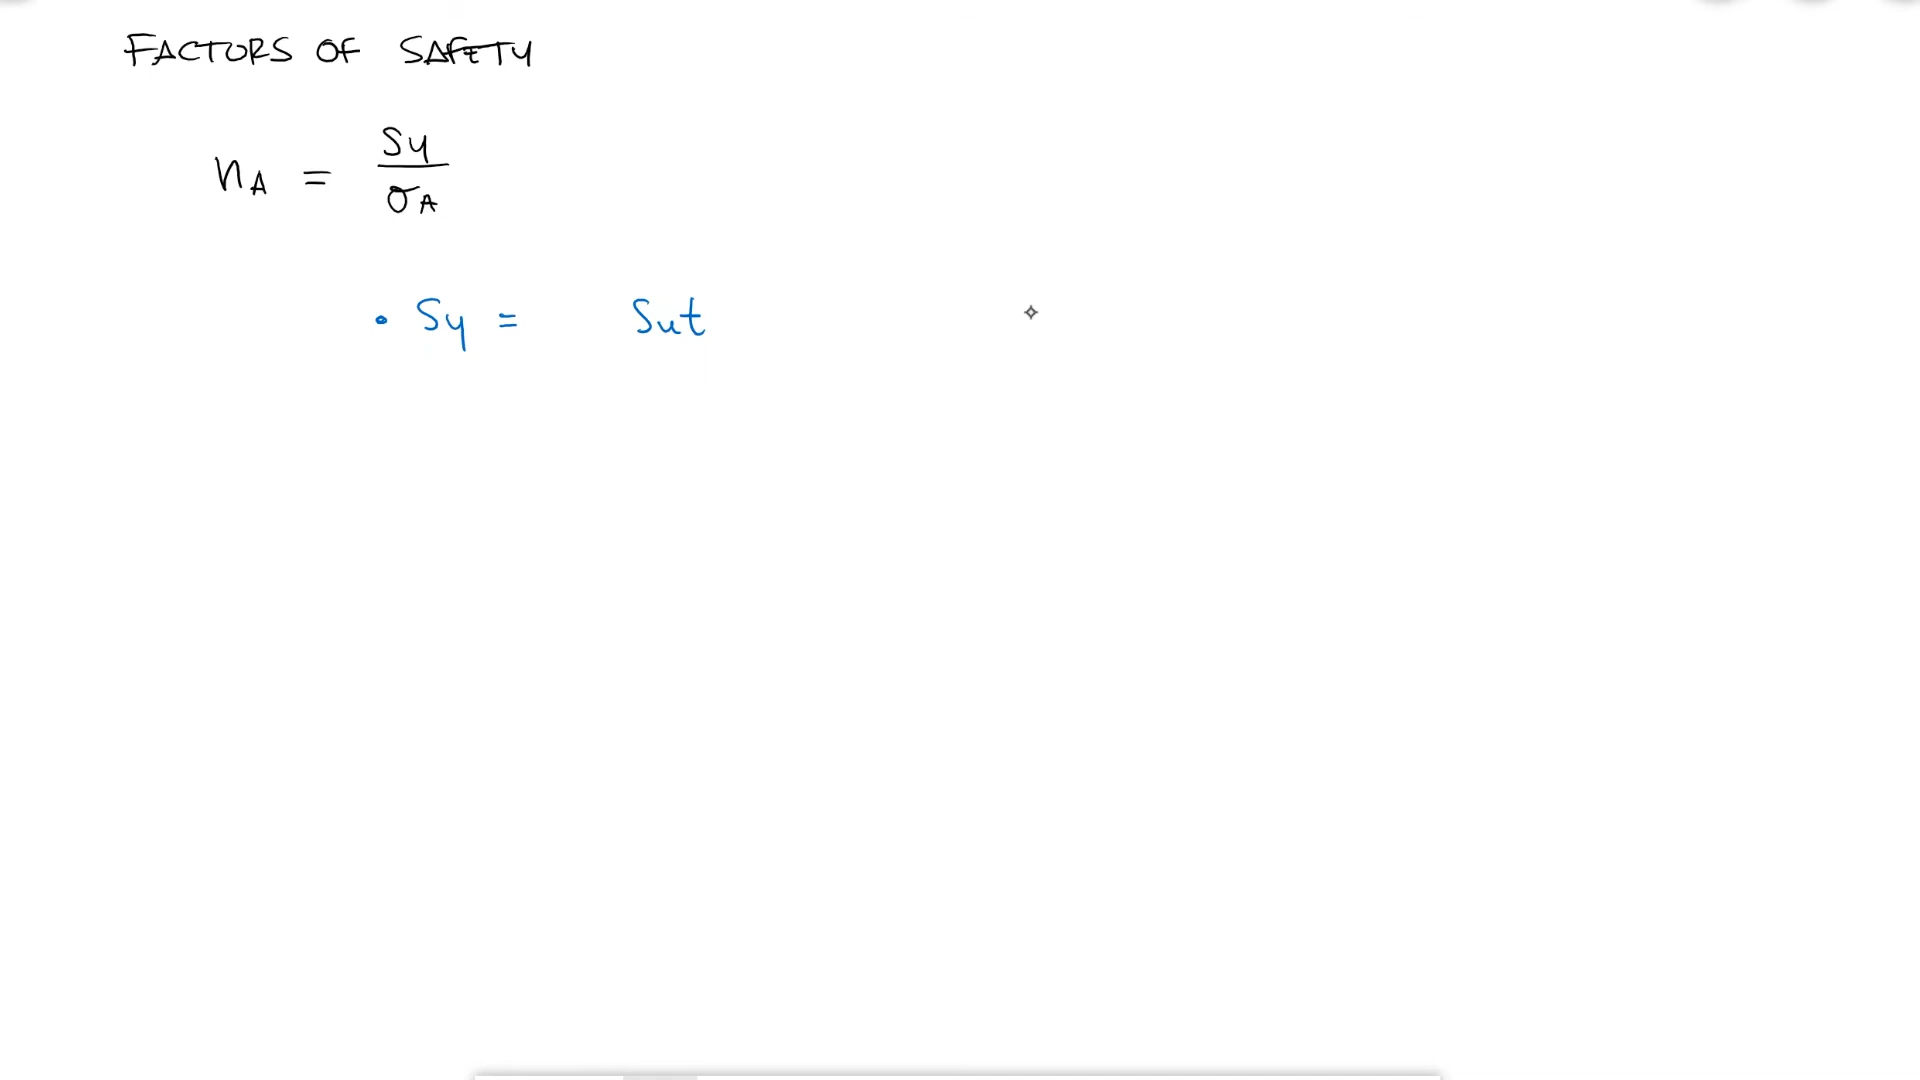 FACTORS OF SAFETY
nA = Sy / σA
• Sy =    Sut